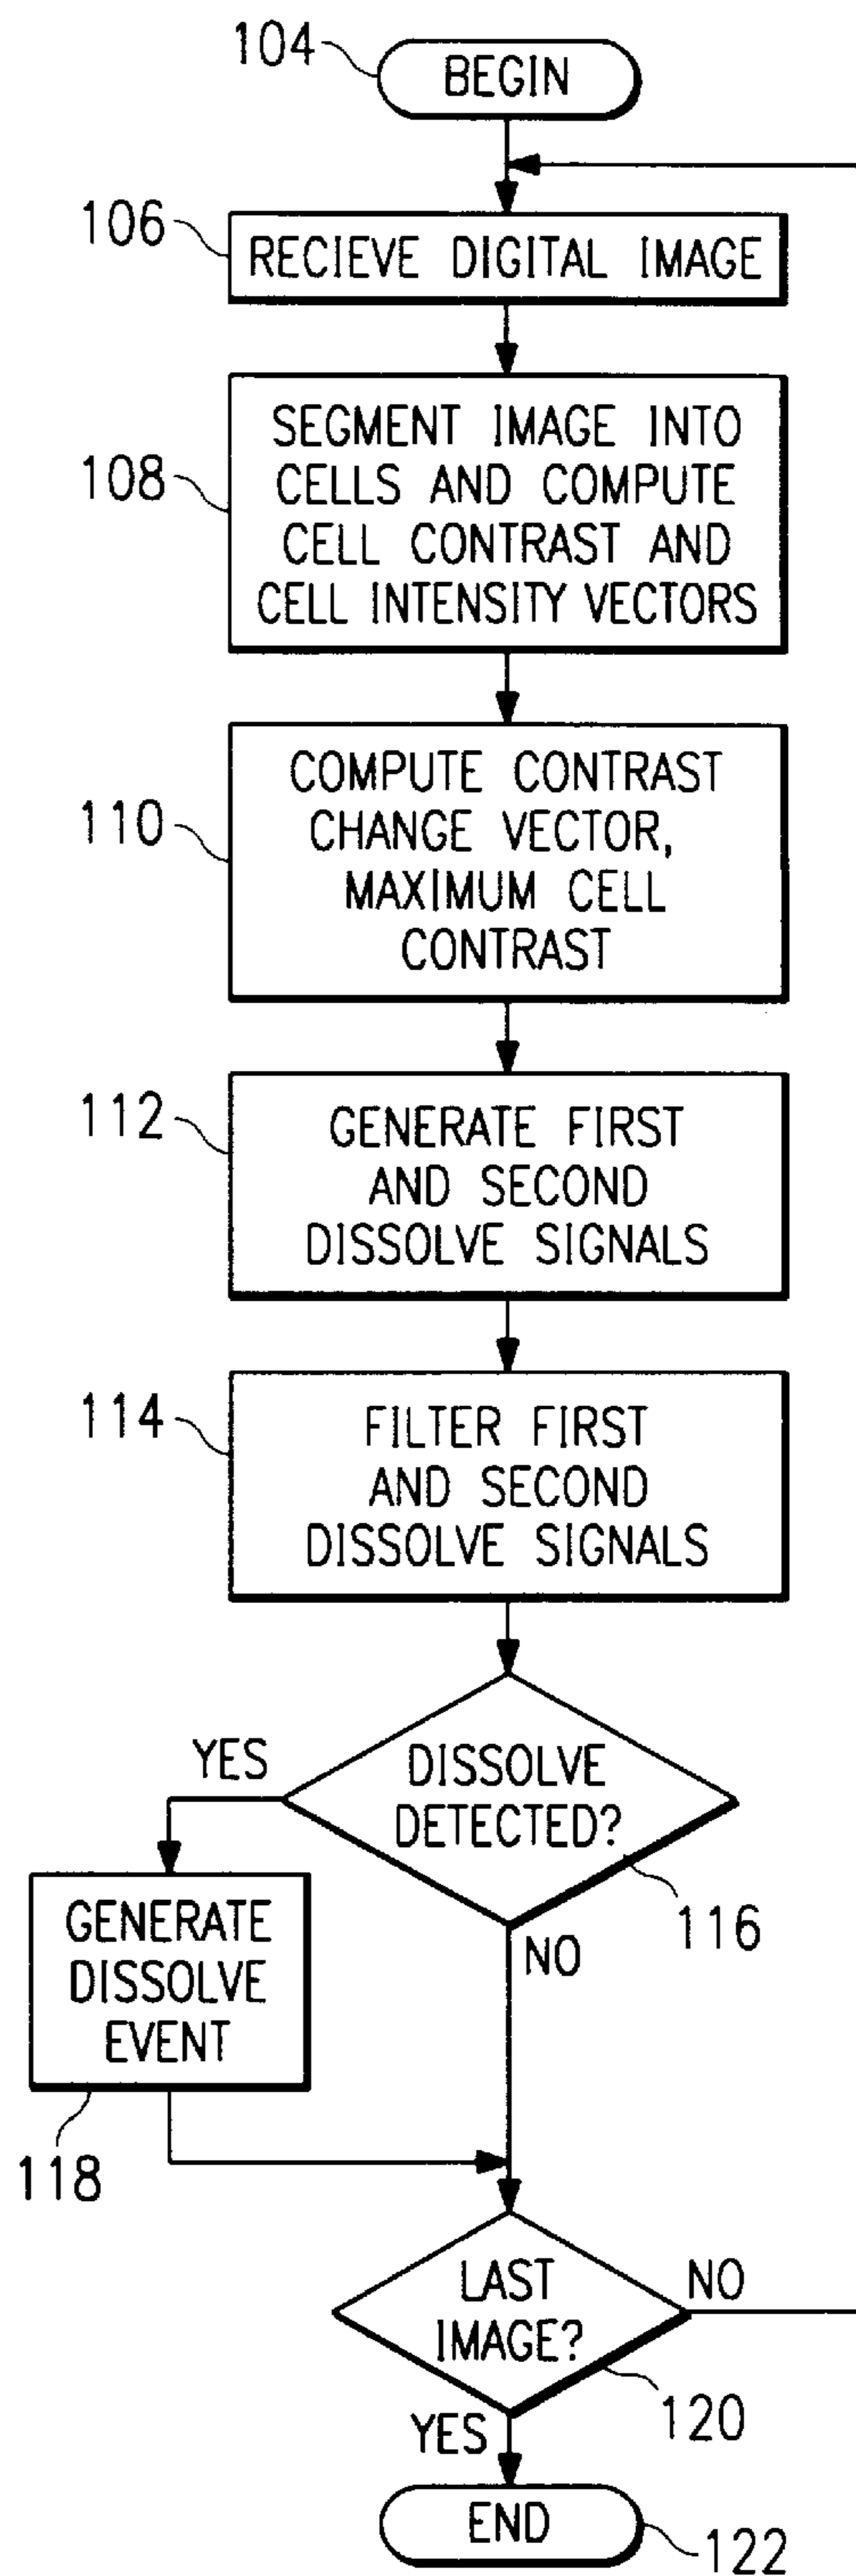 104
BEGIN
106
RECIEVE DIGITAL IMAGE
108
SEGMENT IMAGE INTO
CELLS AND COMPUTE
CELL CONTRAST AND
CELL INTENSITY VECTORS
110
COMPUTE CONTRAST
CHANGE VECTOR,
MAXIMUM CELL
CONTRAST
112
GENERATE FIRST
AND SECOND
DISSOLVE SIGNALS
114
FILTER FIRST
AND SECOND
DISSOLVE SIGNALS
YES
DISSOLVE
DETECTED?
116
NO
GENERATE
DISSOLVE
EVENT
118
LAST
IMAGE?
NO
120
YES
END
122